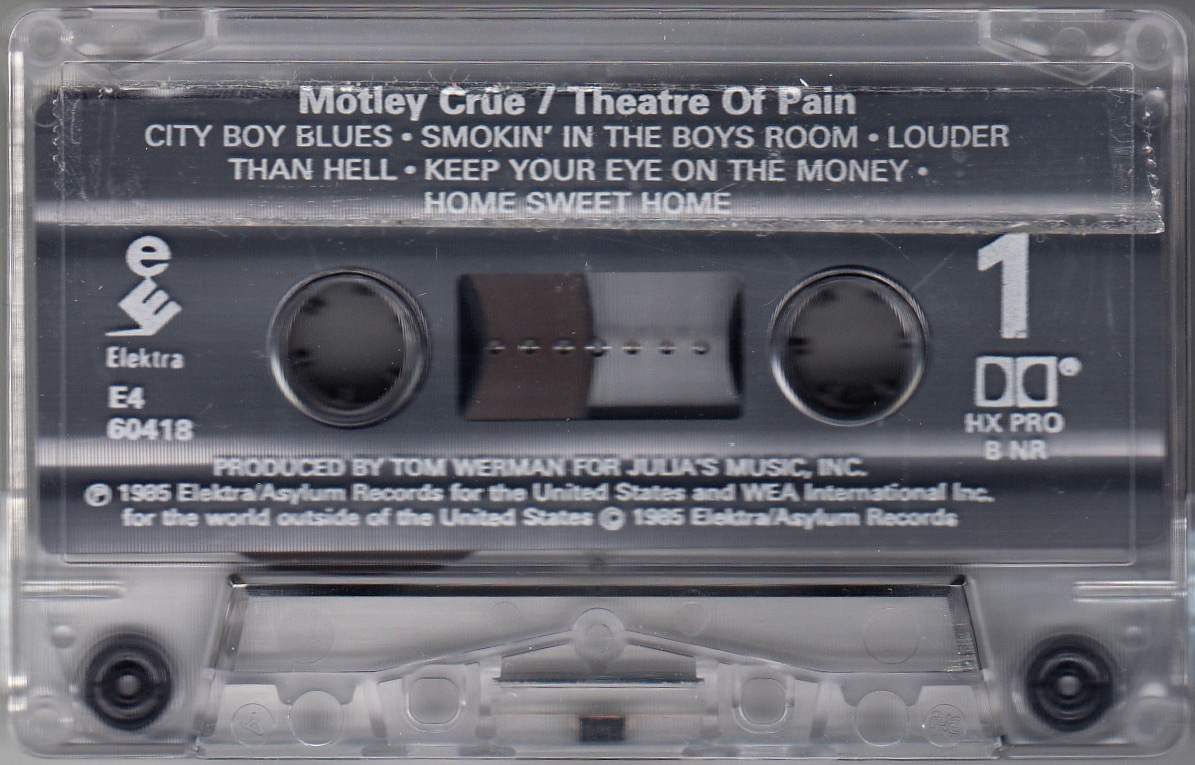 Mötley Crüe / Theatre Of Pain
CITY BOY BLUES • SMOKIN' IN THE BOYS ROOM • LOUDER
THAN HELL • KEEP YOUR EYE ON THE MONEY •
HOME SWEET HOME
e
1
Elektra
E4
60418
HX PRO
B NR
PRODUCED BY TOM WERMAN FOR JULIA'S MUSIC, INC.
℗ 1985 Elektra/Asylum Records for the United States and WEA International Inc.
for the world outside of the United States © 1985 Elektra/Asylum Records